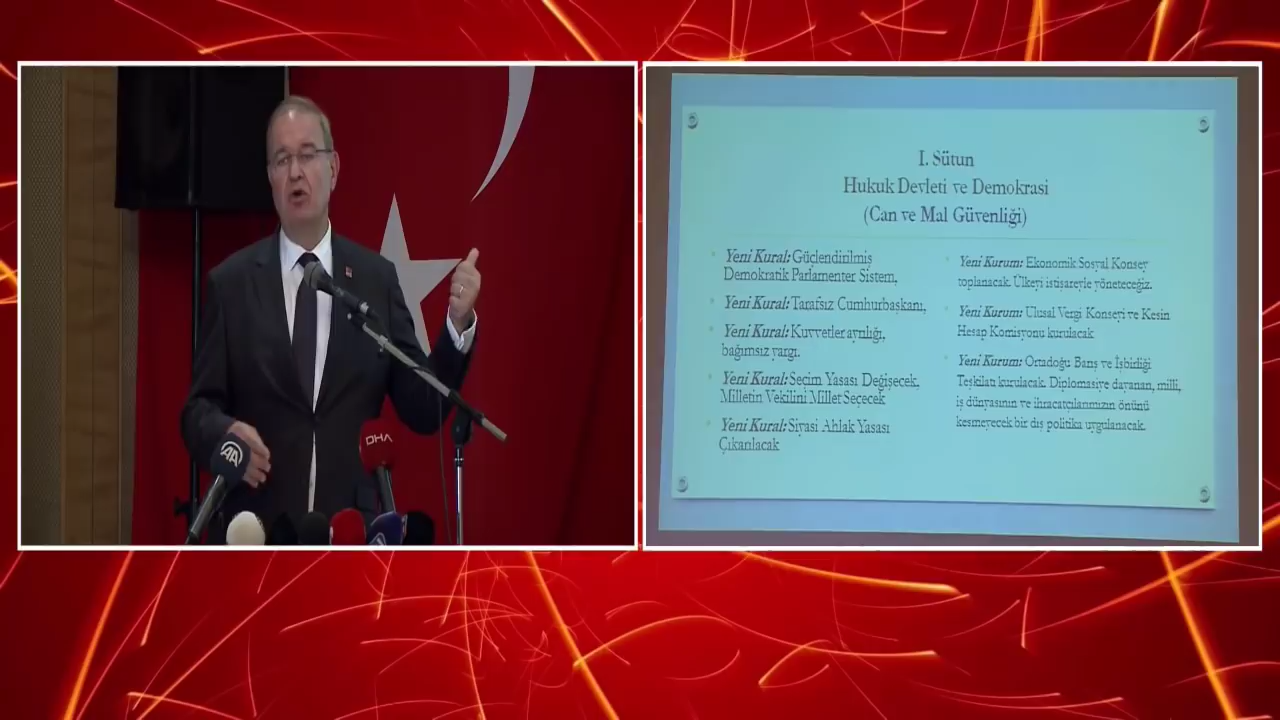 I. Sütun
Hukuk Devleti ve Demokrasi
(Can ve Mal Güvenliği)
Yeni Kural: Güçlendirilmiş
Demokratik Parlamenter Sistem,
Yeni Kural: Tarafsız Cumhurbaşkanı,
Yeni Kural: Kuvvetler ayrılığı,
bağımsız yargı.
Yeni Kural: Seçim Yasası Değişecek.
Milletin Vekilini Millet Seçecek
Yeni Kural: Siyasi Ahlak Yasası
Çıkarılacak
Yeni Kurum: Ekonomik Sosyal Konsey
toplanacak. Ülkeyi istişareyle yöneteceğiz.
Yeni Kurum: Ulusal Vergi Konseyi ve Kesin
Hesap Komisyonu kurulacak
Yeni Kurum: Ortadoğu Barış ve İşbirliği
Teşkilatı kurulacak. Diplomasiye dayanan, milli,
iş dünyasının ve ihracatçılarımızın önünü
kesmeyecek bir dış politika uygulanacak.
AA
DHA